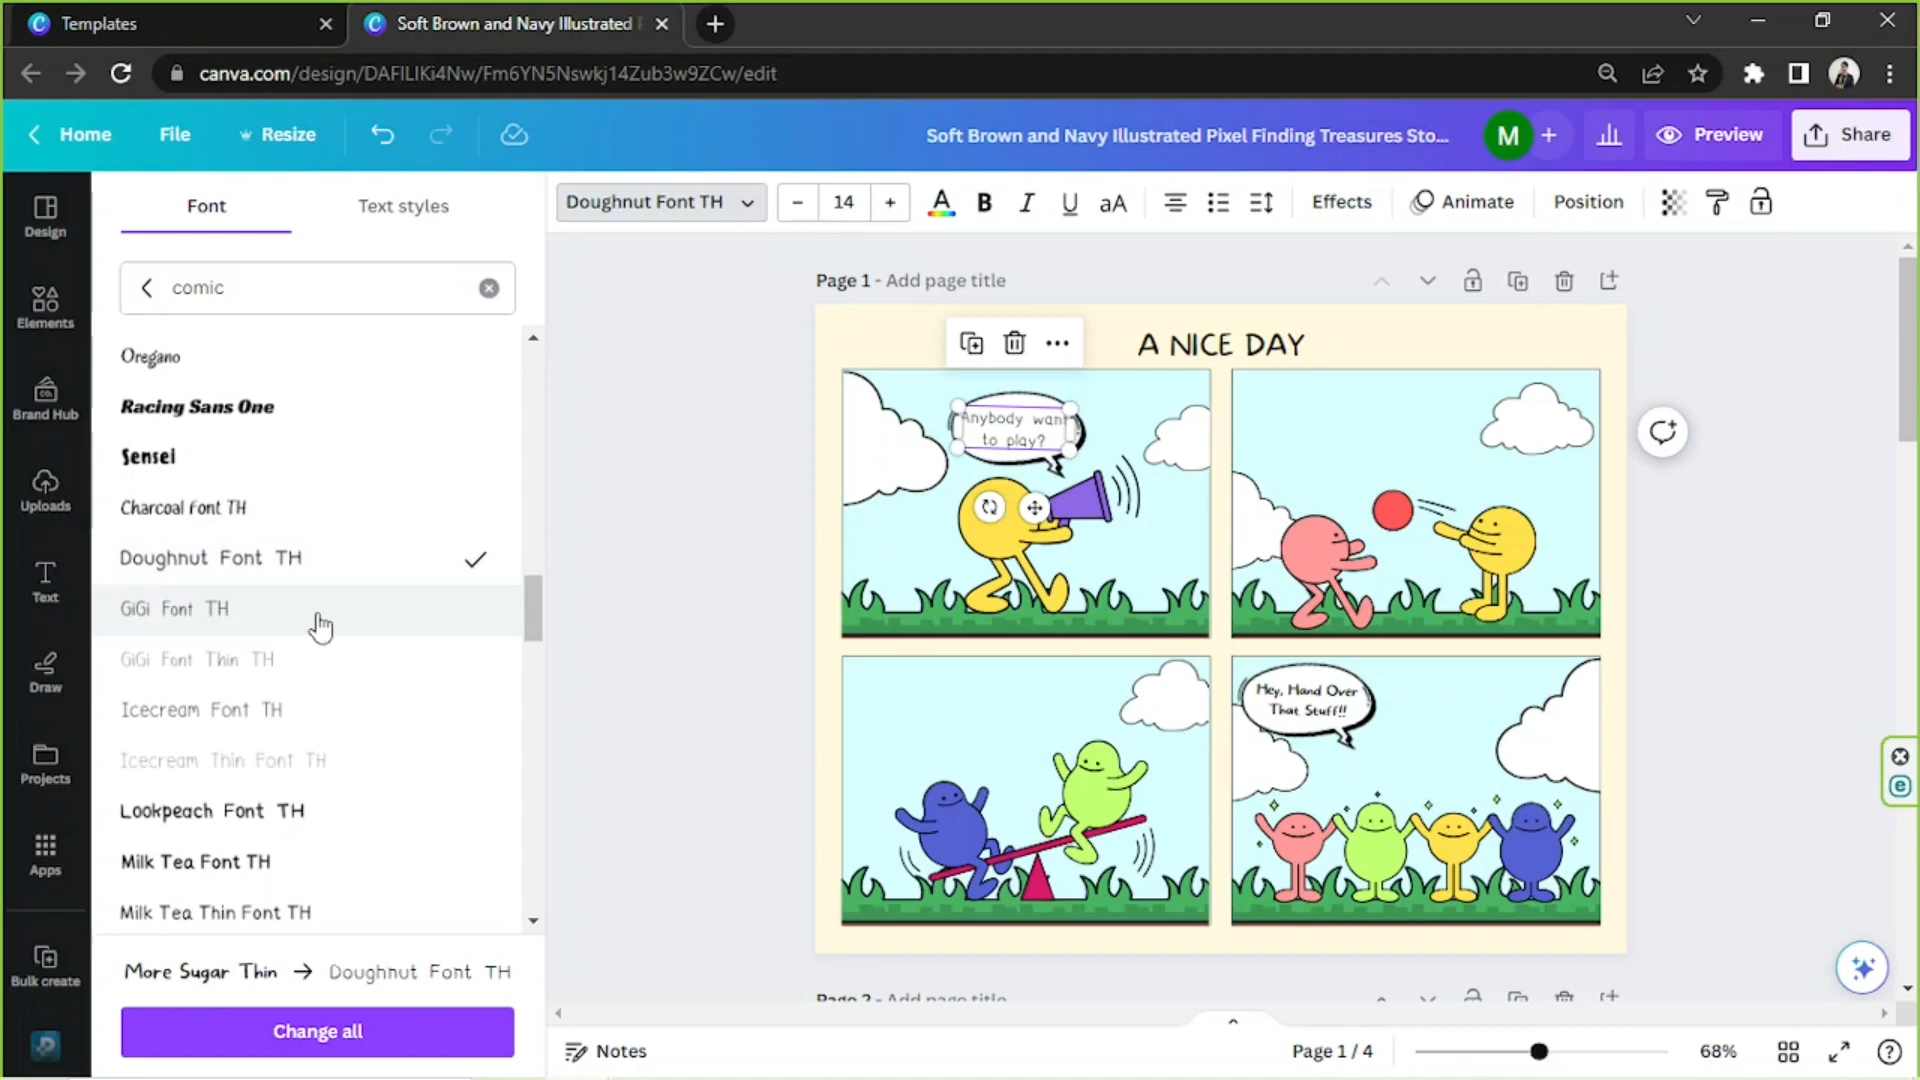 Templates
Soft Brown and Navy Illustrated
canva.com/design/DAFlLIKi4Nw/Fm6YN5Nswkj14Zub3w9ZCw/edit
Home
File
Resize
Soft Brown and Navy Illustrated Pixel Finding Treasures Sto...
M
Preview
Share
Font
Text styles
Doughnut Font TH
14
B
I
U
aA
Effects
Animate
Position
Design
Elements
Brand Hub
Uploads
Text
Draw
Projects
Apps
Bulk create
comic
Oregano
Racing Sans One
Sensei
Charcoal Font TH
Doughnut Font TH
GiGi Font TH
GiGi Font Thin TH
Icecream Font TH
Icecream Thin Font TH
Lookpeach Font TH
Milk Tea Font TH
Milk Tea Thin Font TH
More Sugar Thin → Doughnut Font TH
Change all
Page 1 - Add page title
A NICE DAY
Anybody want
to play?
Hey, Hand Over
That Stuff!!
Page 2 - Add page title
Notes
Page 1 / 4
68%